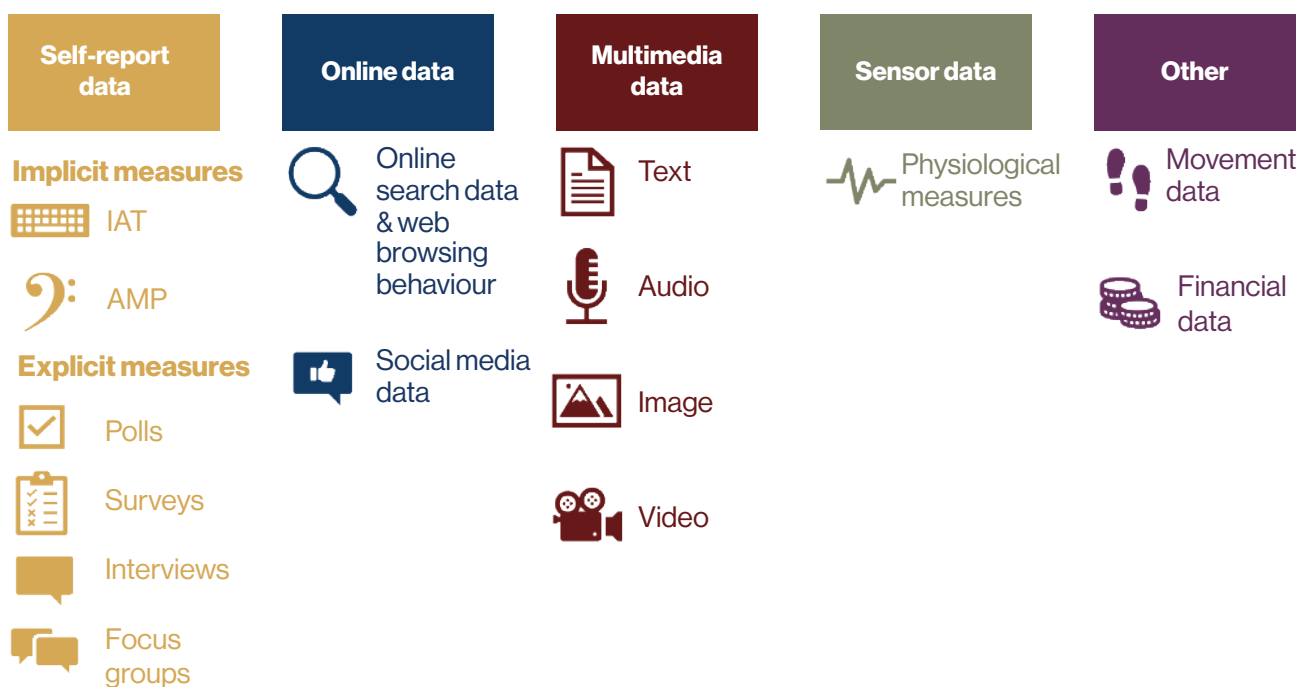 Self-report
data
Implicit measures
IAT
AMP
Explicit measures
Polls
Surveys
Interviews
Focus
groups
Online data
Online
search data
& web
browsing
behaviour
Social media
data
Multimedia
data
Text
Audio
Image
Video
Sensor data
Physiological
measures
Other
Movement
data
Financial
data